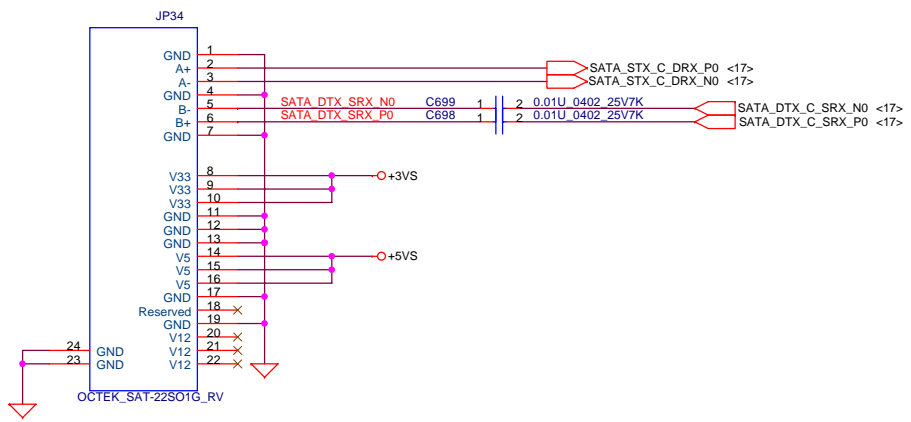 JP34
GND 1
A+ 2 SATA_STX_C_DRX_P0 <17>
A- 3 SATA_STX_C_DRX_N0 <17>
GND 4
B- 5 SATA_DTX_SRX_N0 C699 1 2 0.01U_0402_25V7K SATA_DTX_C_SRX_N0 <17>
B+ 6 SATA_DTX_SRX_P0 C698 1 2 0.01U_0402_25V7K SATA_DTX_C_SRX_P0 <17>
GND 7
V33 8 +3VS
V33 9
V33 10
GND 11
GND 12
GND 13
V5 14 +5VS
V5 15
V5 16
GND 17
Reserved 18
GND 19
V12 20
24 GND V12 21
23 GND V12 22
OCTEK_SAT-22SO1G_RV